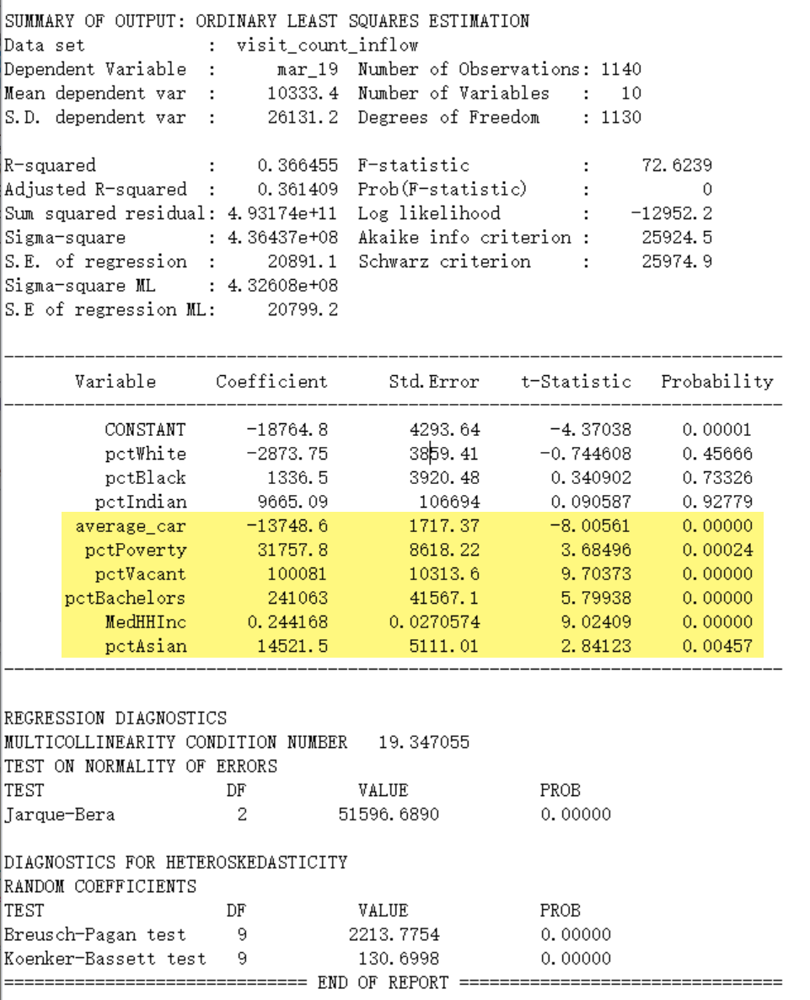 SUMMARY OF OUTPUT: ORDINARY LEAST SQUARES ESTIMATION
Data set : visit_count_inflow
Dependent Variable : mar_19 Number of Observations: 1140
Mean dependent var : 10333.4 Number of Variables : 10
S.D. dependent var : 26131.2 Degrees of Freedom : 1130
R-squared : 0.366455 F-statistic : 72.6239
Adjusted R-squared : 0.361409 Prob(F-statistic) : 0
Sum squared residual: 4.93174e+11 Log likelihood : -12952.2
Sigma-square : 4.36437e+08 Akaike info criterion : 25924.5
S.E. of regression : 20891.1 Schwarz criterion : 25974.9
Sigma-square ML : 4.32608e+08
S.E of regression ML: 20799.2
-----------------------------------------------------------------------------
Variable Coefficient Std.Error t-Statistic Probability
-----------------------------------------------------------------------------
CONSTANT -18764.8 4293.64 -4.37038 0.00001
pctWhite -2873.75 3859.41 -0.744608 0.45666
pctBlack 1336.5 3920.48 0.340902 0.73326
pctIndian 9665.09 106694 0.090587 0.92779
average_car -13748.6 1717.37 -8.00561 0.00000
pctPoverty 31757.8 8618.22 3.68496 0.00024
pctVacant 100081 10313.6 9.70373 0.00000
pctBachelors 241063 41567.1 5.79938 0.00000
MedHHInc 0.244168 0.0270574 9.02409 0.00000
pctAsian 14521.5 5111.01 2.84123 0.00457
-----------------------------------------------------------------------------
REGRESSION DIAGNOSTICS
MULTICOLLINEARITY CONDITION NUMBER 19.347055
TEST ON NORMALITY OF ERRORS
TEST DF VALUE PROB
Jarque-Bera 2 51596.6890 0.00000
DIAGNOSTICS FOR HETEROSKEDASTICITY
RANDOM COEFFICIENTS
TEST DF VALUE PROB
Breusch-Pagan test 9 2213.7754 0.00000
Koenker-Bassett test 9 130.6998 0.00000
============================== END OF REPORT ================================